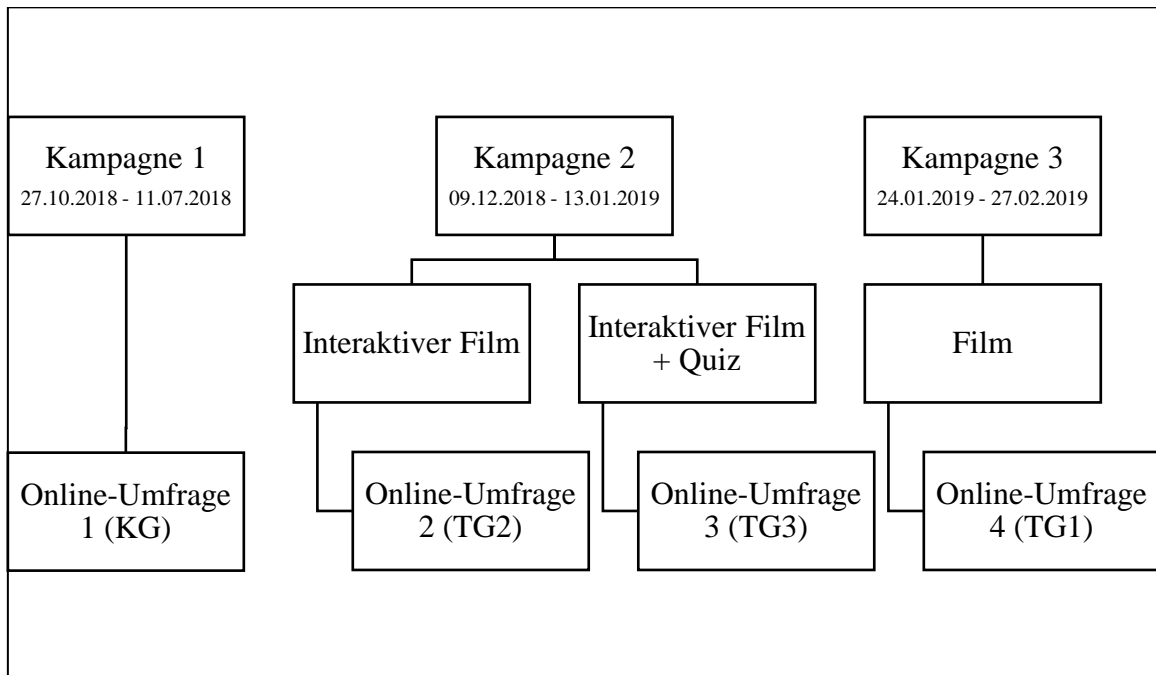 Kampagne 1
27.10.2018 - 11.07.2018
Kampagne 2
09.12.2018 - 13.01.2019
Kampagne 3
24.01.2019 - 27.02.2019
Interaktiver Film
Interaktiver Film
+ Quiz
Film
Online-Umfrage
1 (KG)
Online-Umfrage
2 (TG2)
Online-Umfrage
3 (TG3)
Online-Umfrage
4 (TG1)